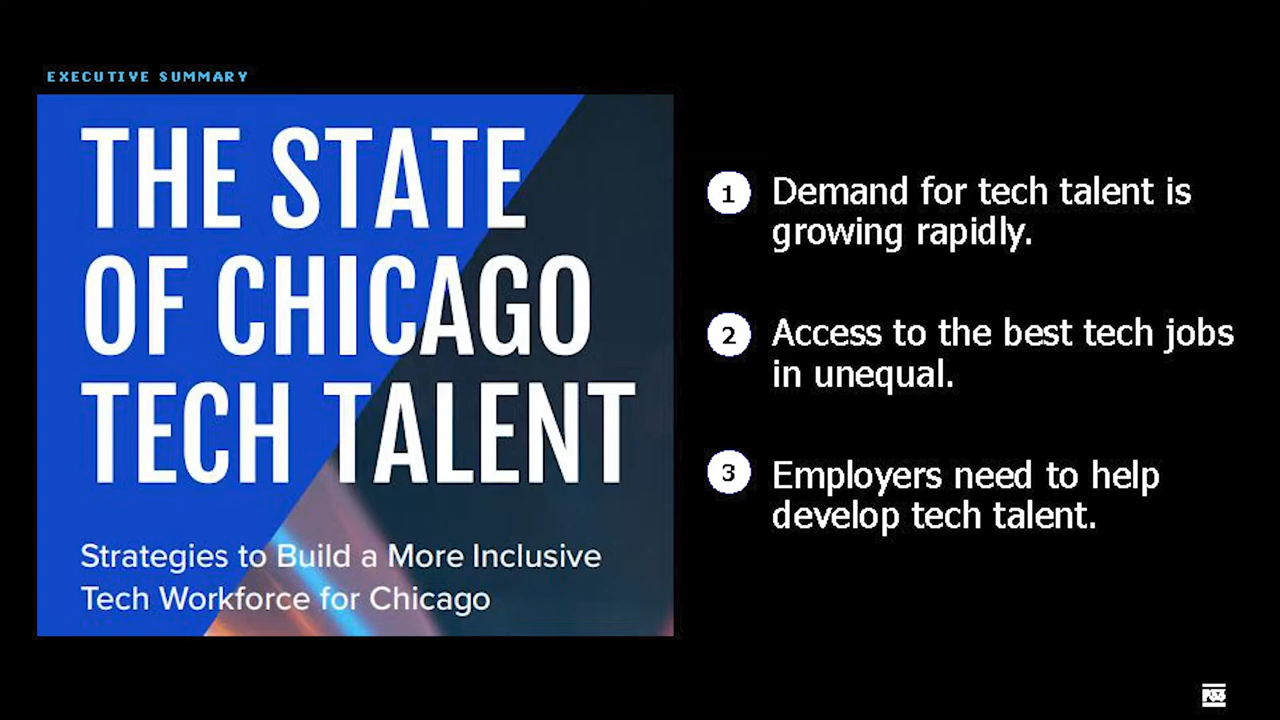 EXECUTIVE SUMMARY
THE STATE
OF CHICAGO
TECH TALENT
Strategies to Build a More Inclusive
Tech Workforce for Chicago
1 Demand for tech talent is
growing rapidly.
2 Access to the best tech jobs
in unequal.
3 Employers need to help
develop tech talent.
P33